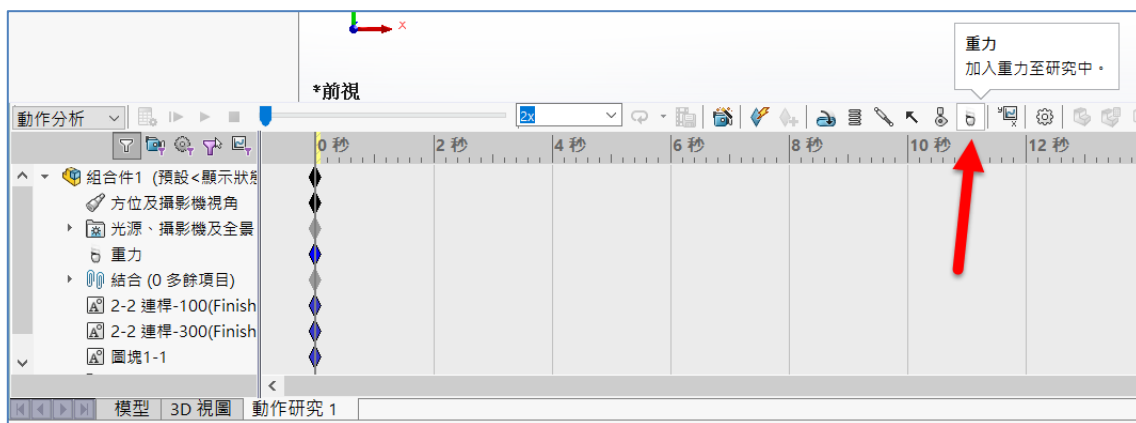 x
重力
加入重力至研究中。
*前視
動作分析
2x
0 秒
2 秒
4 秒
6 秒
8 秒
10 秒
12 秒
組合件1 (預設<顯示狀態
方位及攝影機視角
光源、攝影機及全景
重力
結合 (0 多餘項目)
2-2 連桿-100(Finish
2-2 連桿-300(Finish
圖塊1-1
模型
3D 視圖
動作研究 1